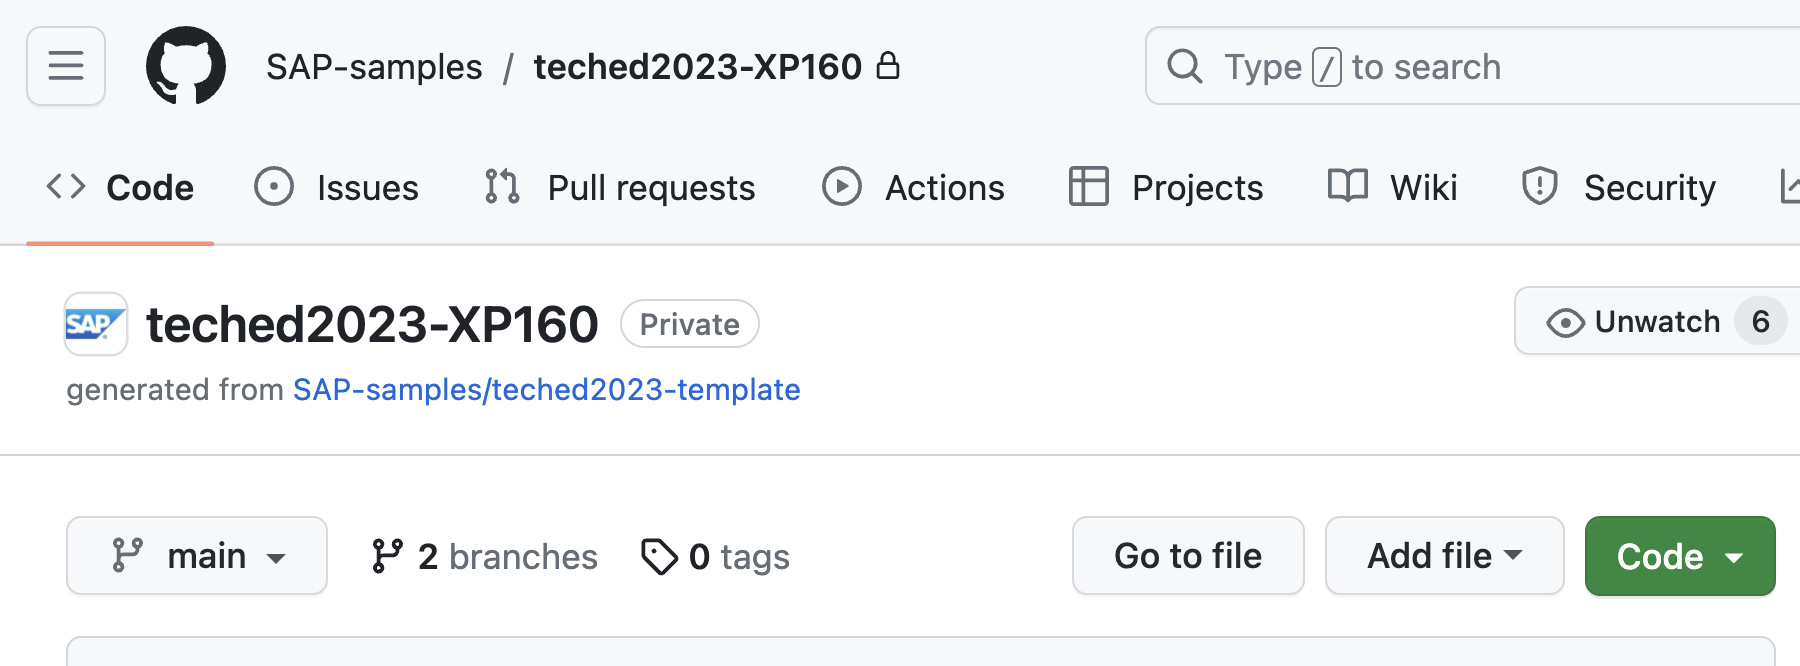 SAP-samples / teched2023-XP160
Type / to search
Code Issues Pull requests Actions Projects Wiki Security
SAP teched2023-XP160 Private
Unwatch 6
generated from SAP-samples/teched2023-template
main 2 branches 0 tags Go to file Add file Code